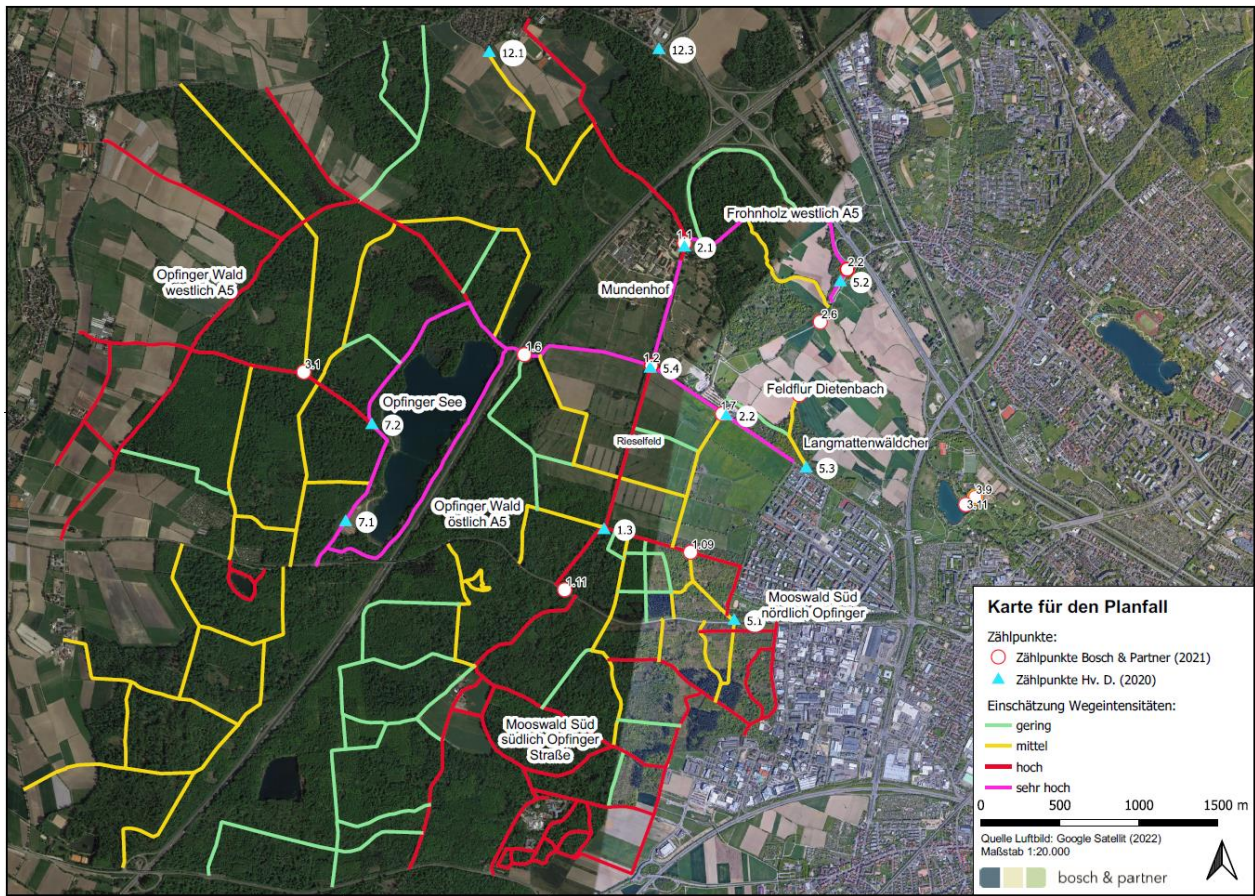 12.1
12.3
Frohnholz westlich A5
1.1
2.1
Opfinger Wald
westlich A5
2.2
5.2
Mundenhof
2.6
1.6
1.2
5.4
3.1
Feldflur Dietenbach
Opfinger See
1.7
2.2
7.2
Rieselfeld
Langmattenwäldchen
5.3
3.9
3.11
Opfinger Wald
östlich A5
7.1
1.3
1.09
1.11
Mooswald Süd
nördlich Opfinger
5.1
Mooswald Süd
südlich Opfinger
Straße
Karte für den Planfall
Zählpunkte:
Zählpunkte Bosch & Partner (2021)
Zählpunkte Hv. D. (2020)
Einschätzung Wegeintensitäten:
gering
mittel
hoch
sehr hoch
0 500 1000 1500 m
Quelle Luftbild: Google Satellit (2022)
Maßstab 1:20.000
bosch & partner